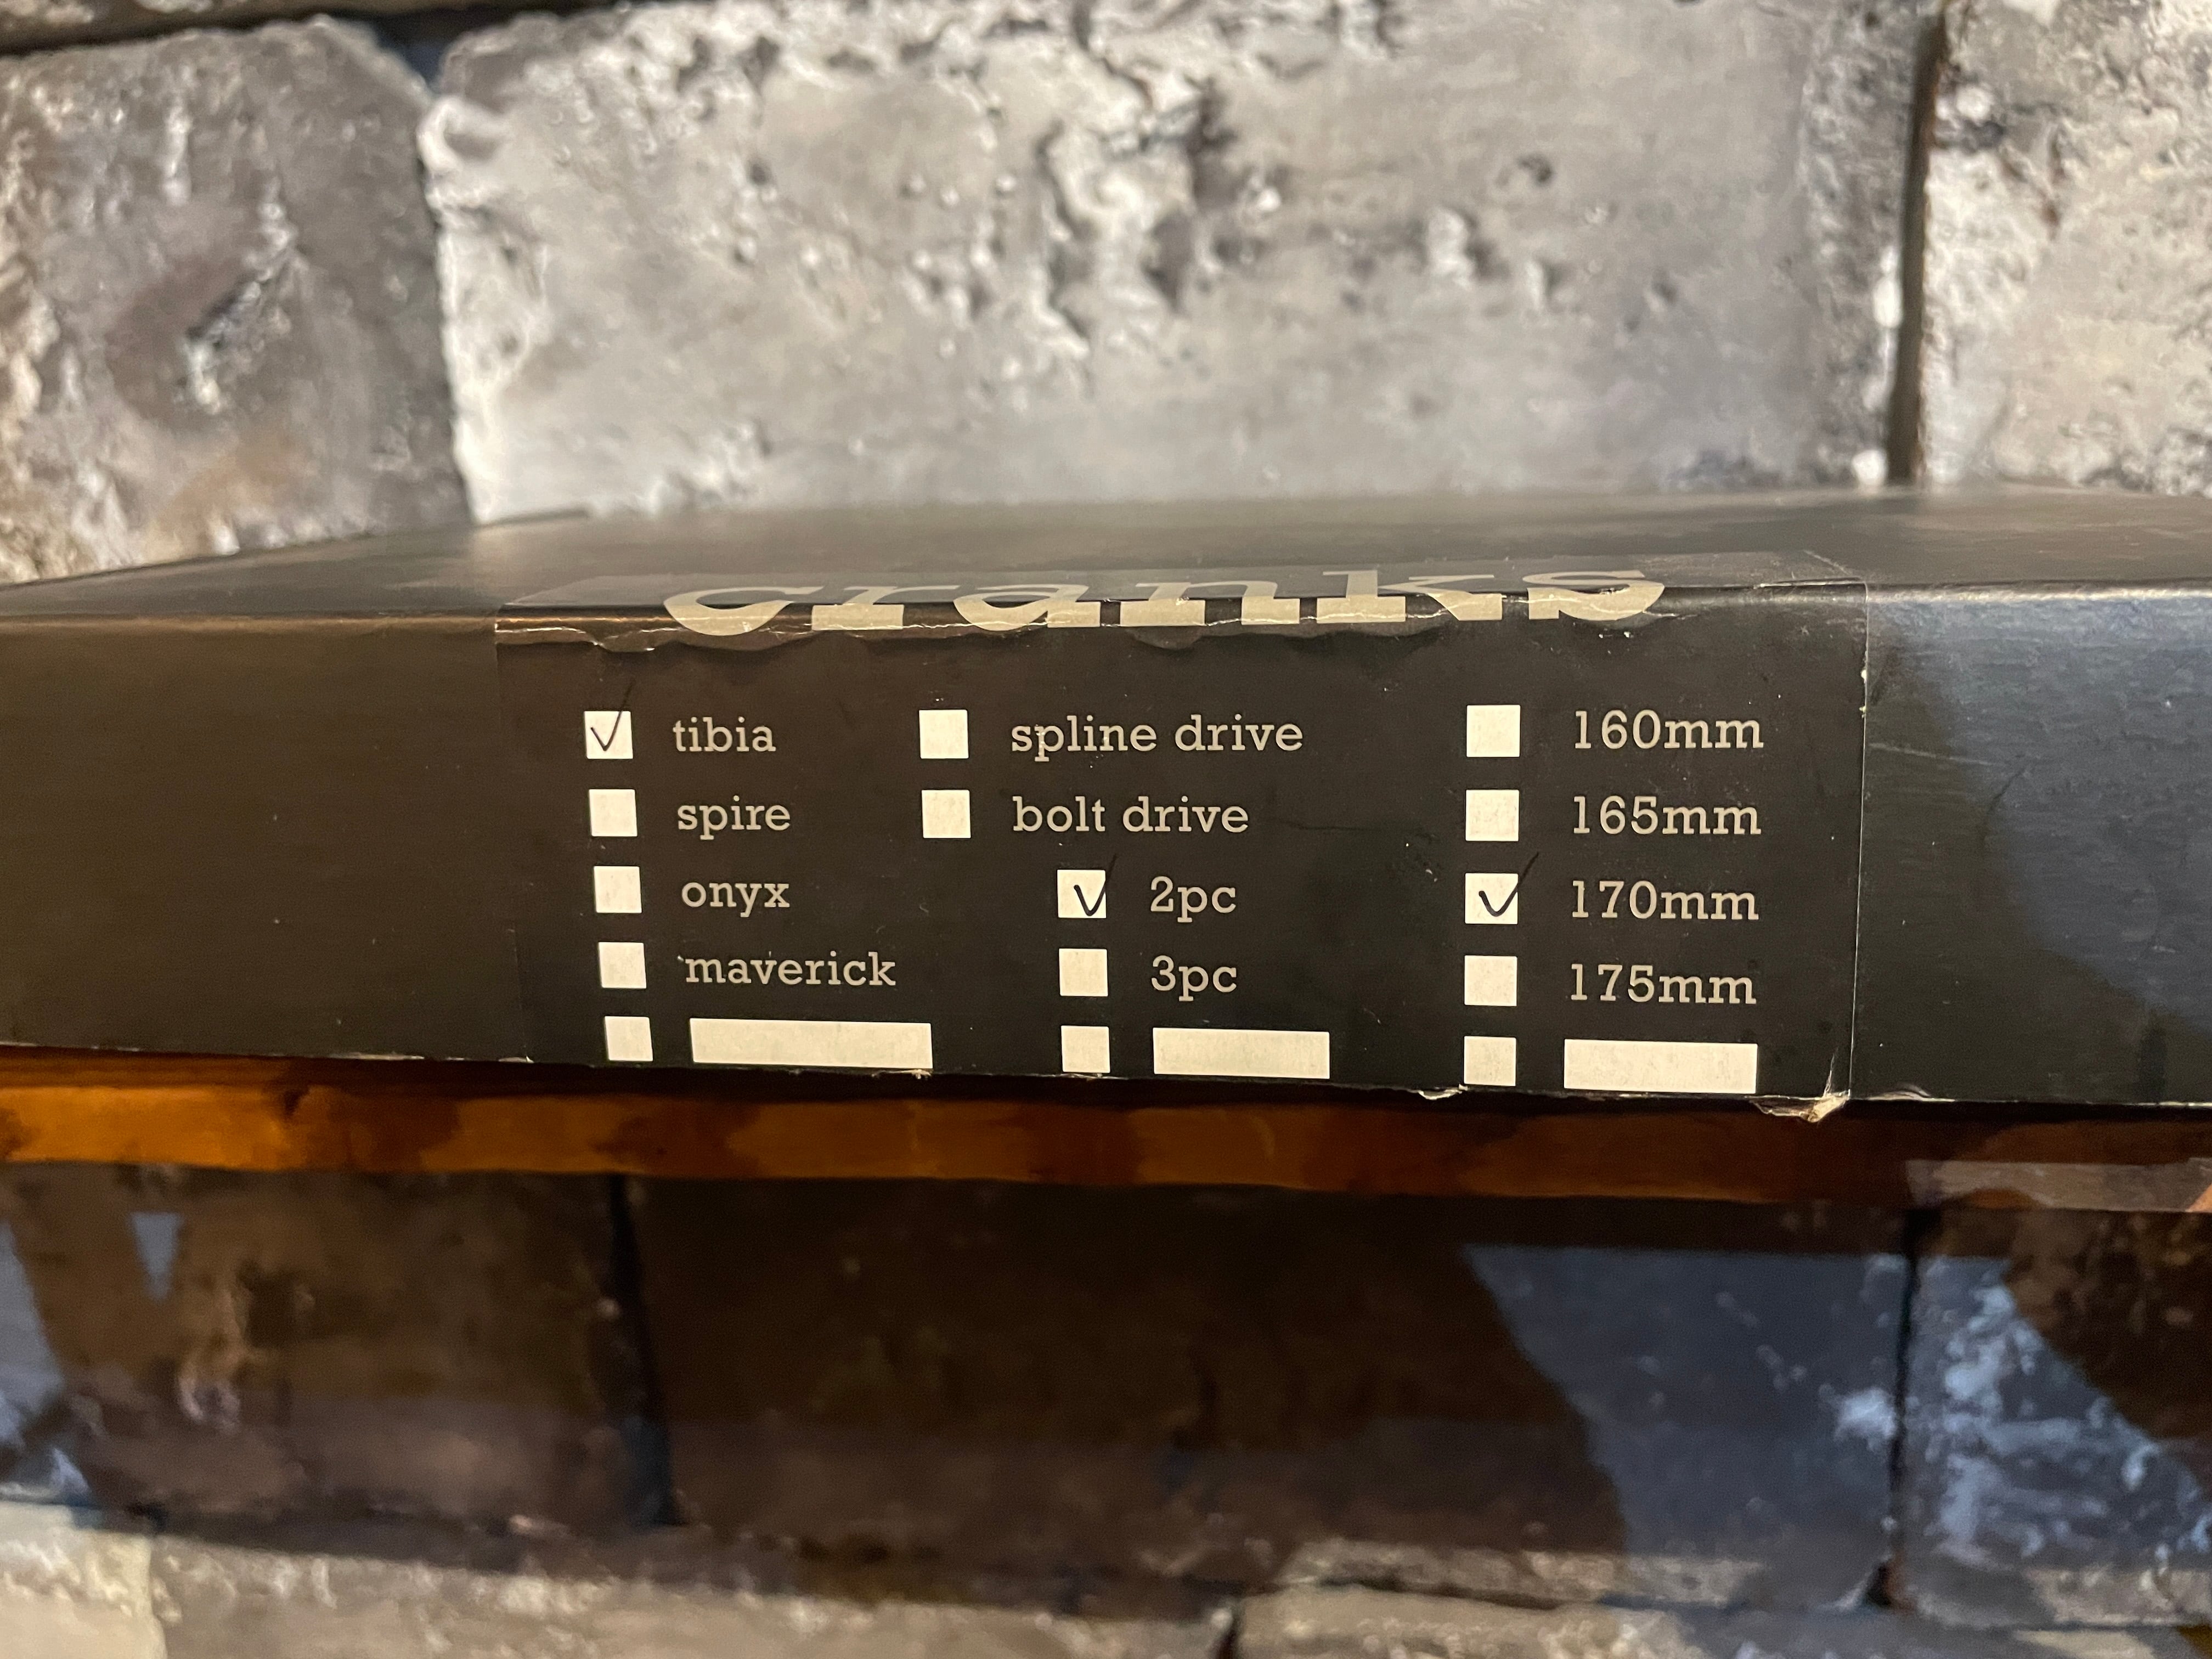 cranks
tibia spline drive 160mm
spire bolt drive 165mm
onyx 2pc 170mm
maverick 3pc 175mm